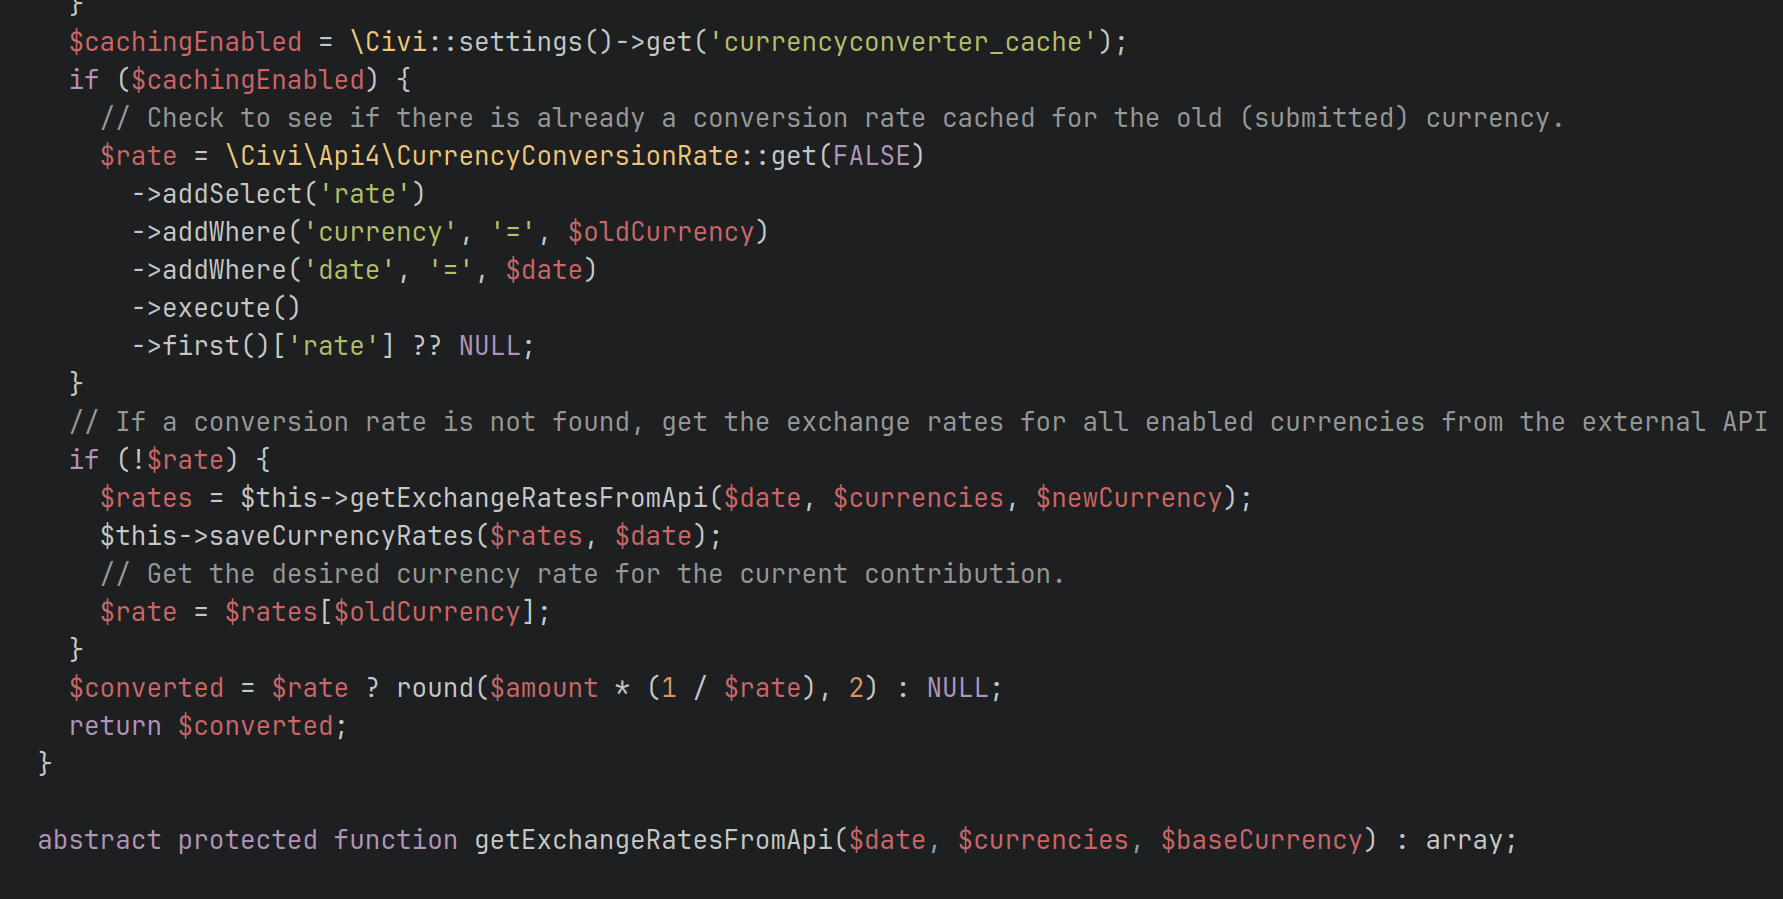 }
$cachingEnabled = \Civi::settings()->get('currencyconverter_cache');
if ($cachingEnabled) {
// Check to see if there is already a conversion rate cached for the old (submitted) currency.
$rate = \Civi\Api4\CurrencyConversionRate::get(FALSE)
->addSelect('rate')
->addWhere('currency', '=', $oldCurrency)
->addWhere('date', '=', $date)
->execute()
->first()['rate'] ?? NULL;
}
// If a conversion rate is not found, get the exchange rates for all enabled currencies from the external API
if (!$rate) {
$rates = $this->getExchangeRatesFromApi($date, $currencies, $newCurrency);
$this->saveCurrencyRates($rates, $date);
// Get the desired currency rate for the current contribution.
$rate = $rates[$oldCurrency];
}
$converted = $rate ? round($amount * (1 / $rate), 2) : NULL;
return $converted;
}
abstract protected function getExchangeRatesFromApi($date, $currencies, $baseCurrency) : array;